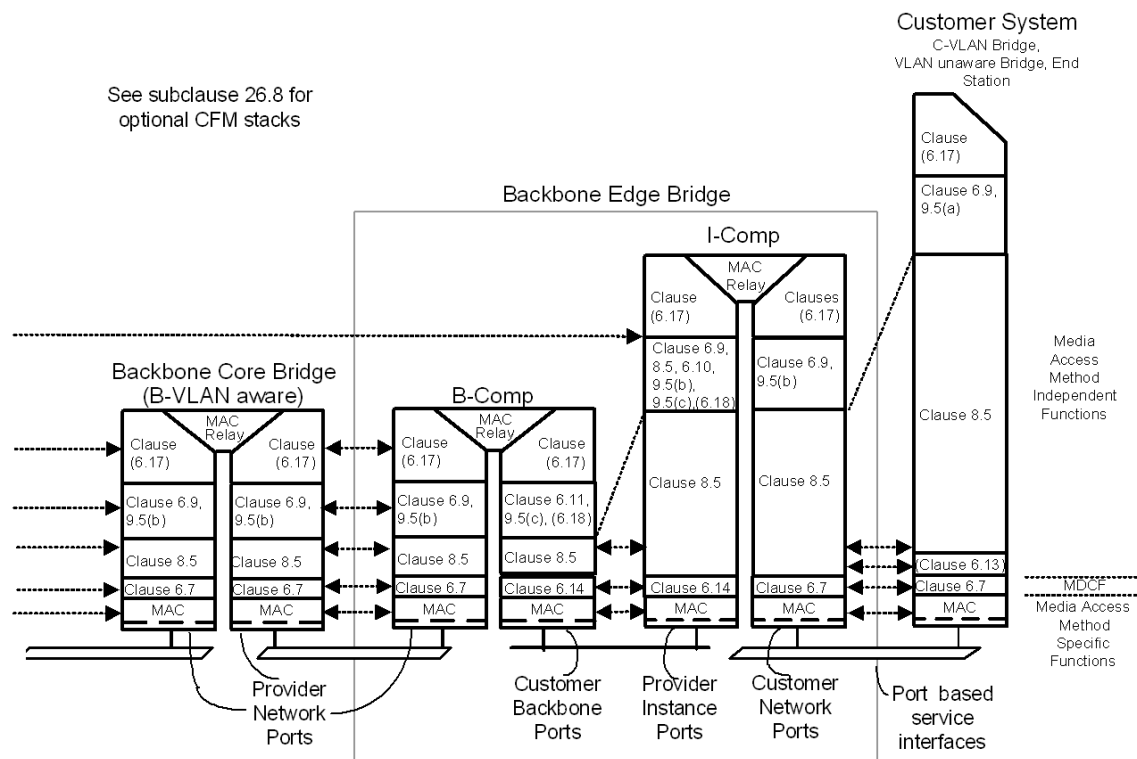 Customer System
C-VLAN Bridge,
VLAN unaware Bridge, End
Station
See subclause 26.8 for
optional CFM stacks
Clause
(6.17)
Clause 6.9,
9.5(a)
Clause 8.5
(Clause 6.13)
Clause 6.7
MAC
Backbone Edge Bridge
I-Comp
MAC
Relay
Clause
(6.17)
Clauses
(6.17)
Clause 6.9,
8.5, 6.10,
9.5(b),
9.5(c),(6.18)
Clause 6.9,
9.5(b)
Clause 8.5
Clause 8.5
Clause 6.14
Clause 6.7
MAC
MAC
Backbone Core Bridge
(B-VLAN aware)
MAC
Relay
Clause
(6.17)
Clause
(6.17)
Clause 6.9,
9.5(b)
Clause 6.9,
9.5(b)
Clause 8.5
Clause 8.5
Clause 6.7
Clause 6.7
MAC
MAC
B-Comp
MAC
Relay
Clause
(6.17)
Clause
(6.17)
Clause 6.9,
9.5(b)
Clause 6.11,
9.5(c), (6.18)
Clause 8.5
Clause 8.5
Clause 6.7
Clause 6.14
MAC
MAC
Media
Access
Method
Independent
Functions
MDCF
Media Access
Method
Specific
Functions
Provider
Network
Ports
Customer
Backbone
Ports
Provider
Instance
Ports
Customer
Network
Ports
Port based
service
interfaces